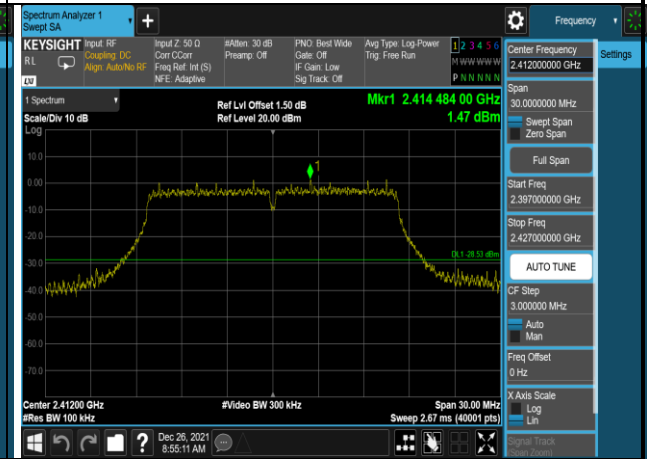 Spectrum Analyzer 1
Swept SA
+
Frequency
Settings
KEYSIGHT
RL
LXI
Input: RF
Coupling: DC
Align: Auto/No RF
Input Z: 50 Ω
Corr CCorr
Freq Ref: Int (S)
NFE: Adaptive
#Atten: 30 dB
Preamp: Off
PNO: Best Wide
Gate: Off
IF Gain: Low
Sig Track: Off
Avg Type: Log-Power
Trig: Free Run
1 2 3 4 5 6
M W W W W W
P N N N N N
1 Spectrum
Scale/Div 10 dB
Log
Ref Lvl Offset 1.50 dB
Ref Level 20.00 dBm
Mkr1 2.414 484 00 GHz
1.47 dBm
10.0
0.00
-10.0
-20.0
-30.0
-40.0
-50.0
-60.0
-70.0
1
DL1 -28.53 dBm
Center 2.41200 GHz
#Res BW 100 kHz
#Video BW 300 kHz
Span 30.00 MHz
Sweep 2.67 ms (40001 pts)
Center Frequency
2.412000000 GHz
Span
30.0000000 MHz
Swept Span
Zero Span
Full Span
Start Freq
2.397000000 GHz
Stop Freq
2.427000000 GHz
AUTO TUNE
CF Step
3.000000 MHz
Auto
Man
Freq Offset
0 Hz
X Axis Scale
Log
Lin
Signal Track
(Span Zoom)
?
Dec 26, 2021
8:55:11 AM